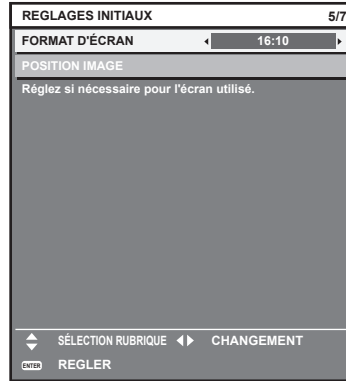 REGLAGES INITIAUX 5/7
FORMAT D'ÉCRAN 16:10
POSITION IMAGE
Réglez si nécessaire pour l'écran utilisé.
SÉLECTION RUBRIQUE CHANGEMENT
ENTER REGLER